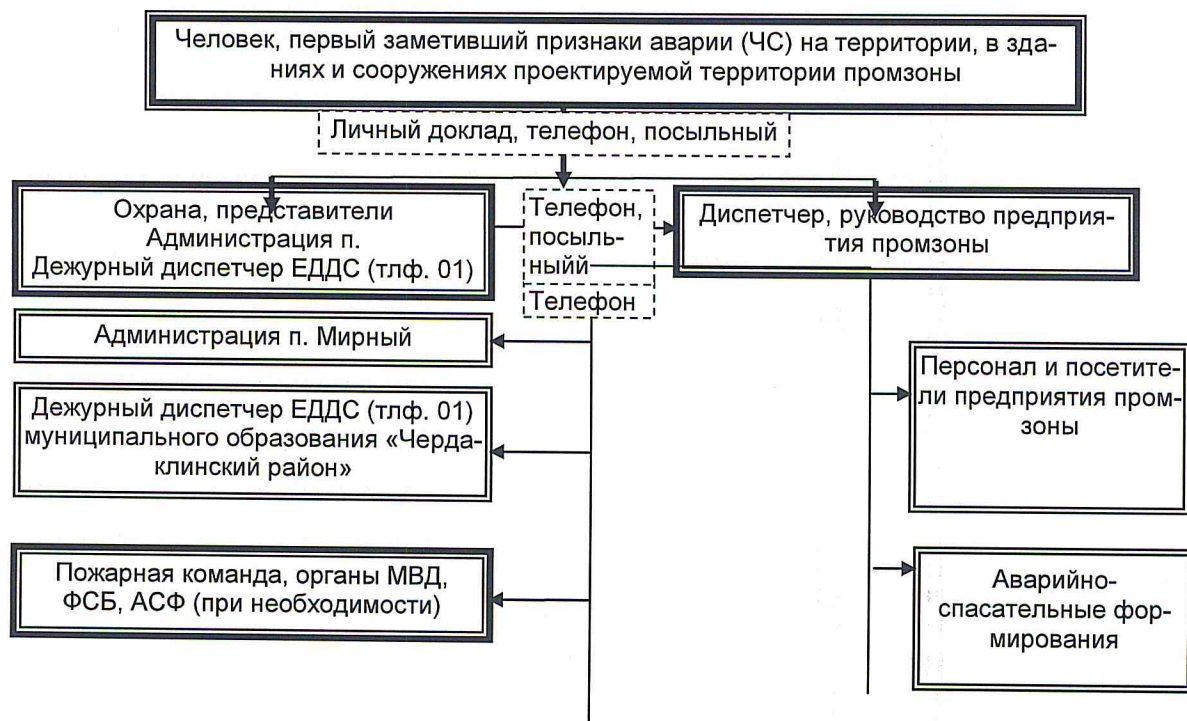 Человек, первый заметивший признаки аварии (ЧС) на территории, в зда-
ниях и сооружениях проектируемой территории промзоны
Личный доклад, телефон, посыльный
Охрана, представители
Администрация п.
Дежурный диспетчер ЕДДС (тлф. 01)
Телефон,
посыль-
ныйй
Телефон
Диспетчер, руководство предприя-
тия промзоны
Администрация п. Мирный
Дежурный диспетчер ЕДДС (тлф. 01)
муниципального образования «Черда-
клинский район»
Пожарная команда, органы МВД,
ФСБ, АСФ (при необходимости)
Персонал и посетите-
ли предприятия пром-
зоны
Аварийно-
спасательные фор-
мирования